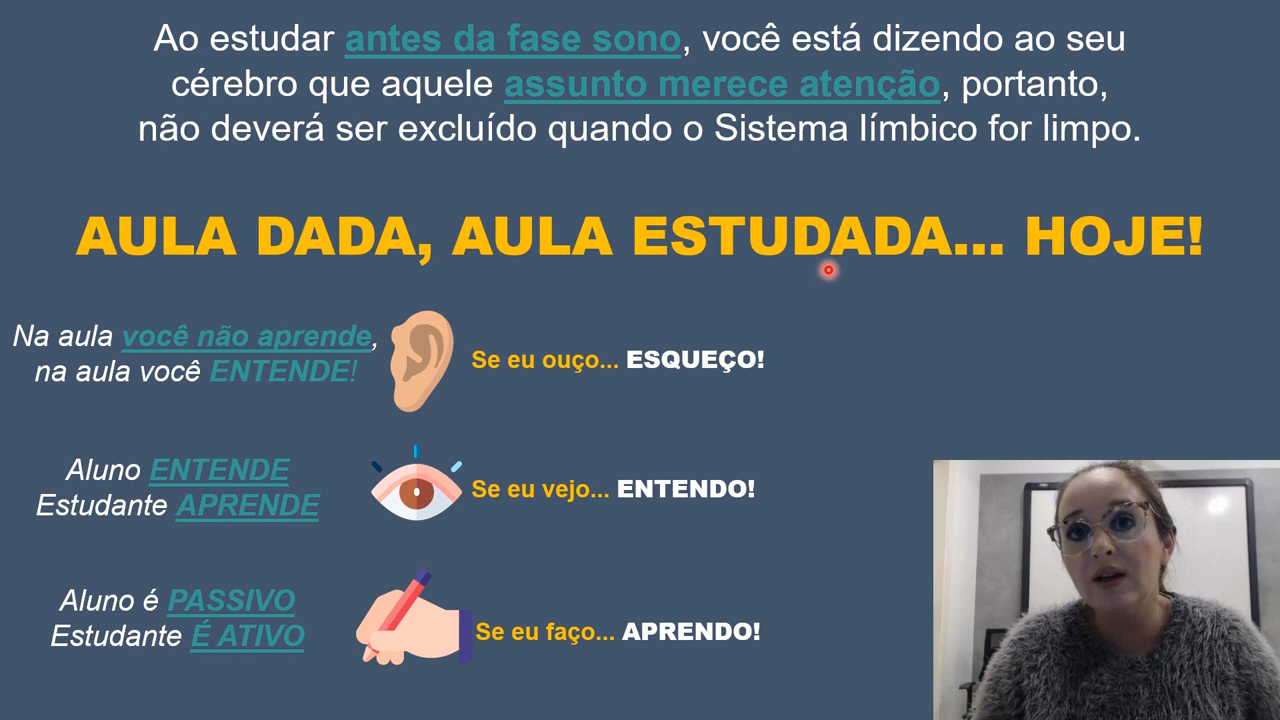 Ao estudar antes da fase sono, você está dizendo ao seu
cérebro que aquele assunto merece atenção, portanto,
não deverá ser excluído quando o Sistema límbico for limpo.
AULA DADA, AULA ESTUDADA... HOJE!
Na aula você não aprende,
na aula você ENTENDE!
Se eu ouço... ESQUEÇO!
Aluno ENTENDE
Estudante APRENDE
Se eu vejo... ENTENDO!
Aluno é PASSIVO
Estudante É ATIVO
Se eu faço... APRENDO!